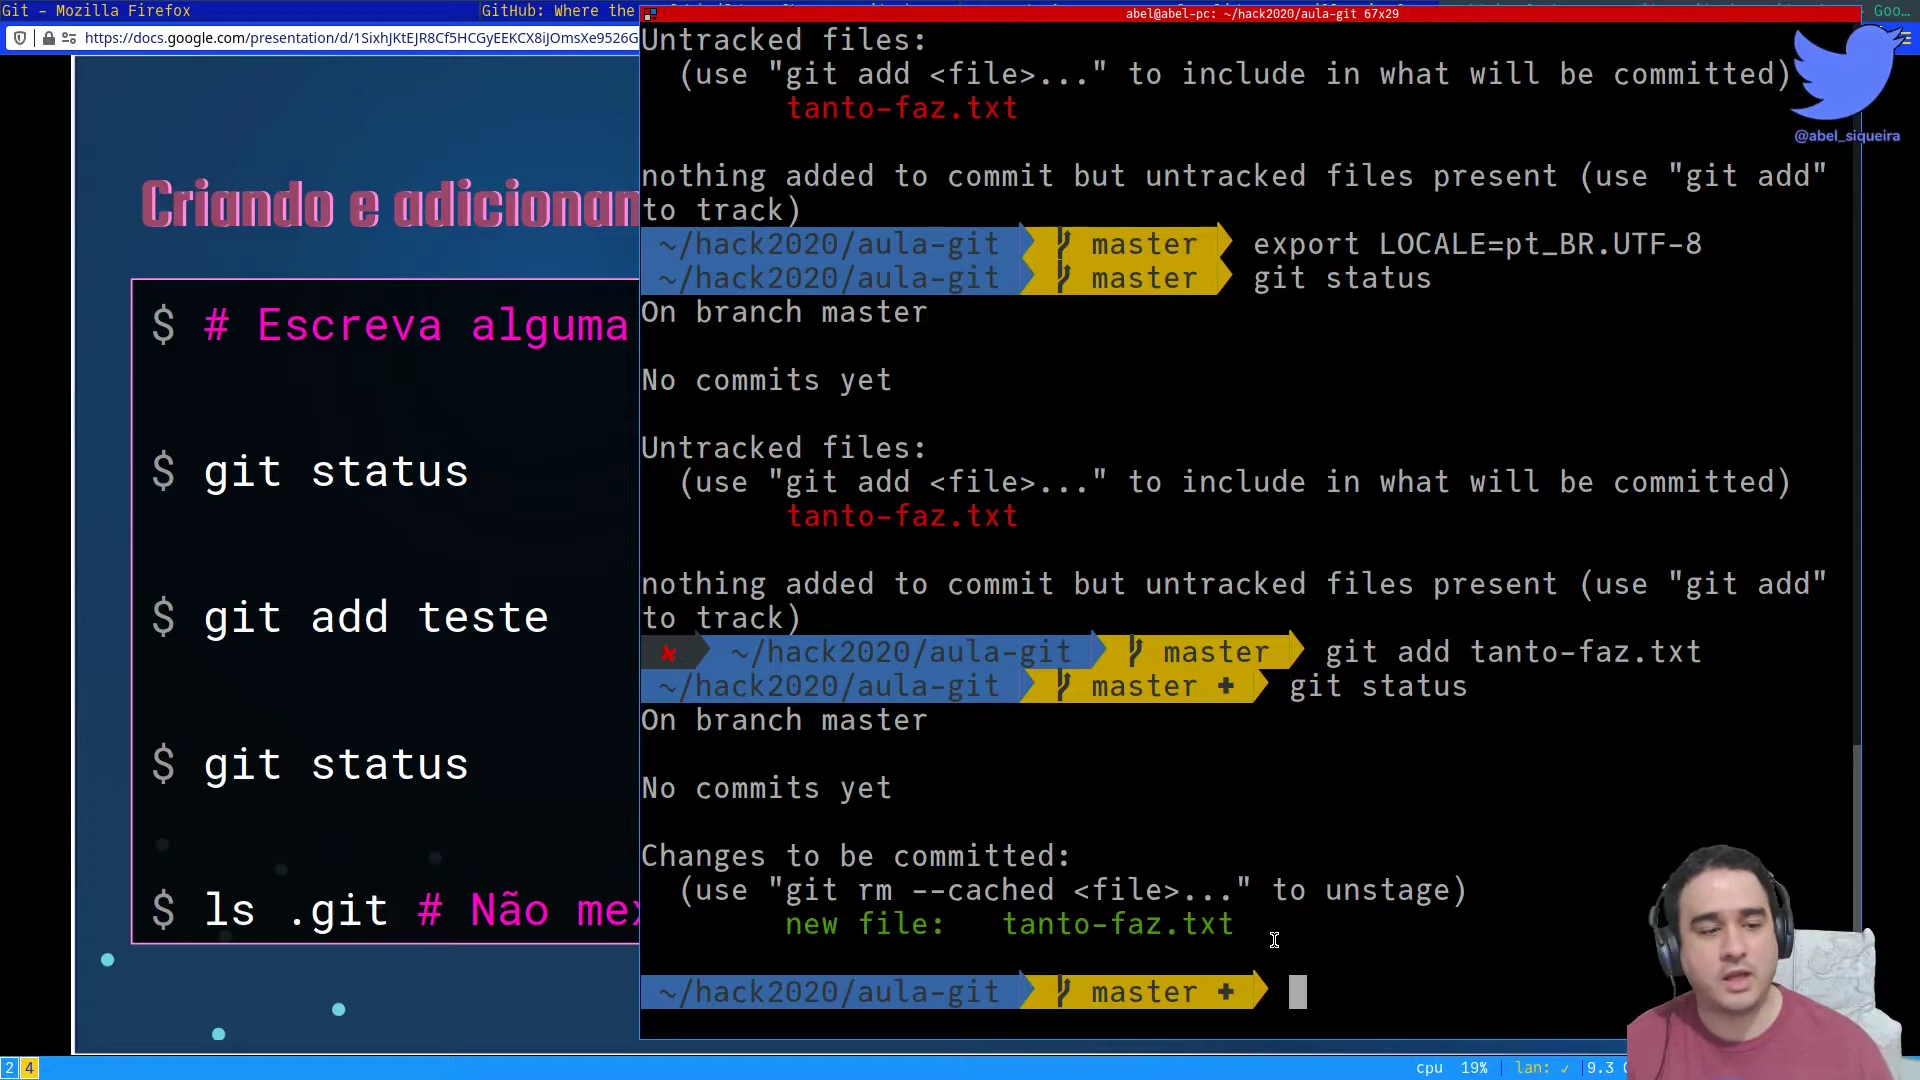 Git - Mozilla Firefox
GitHub: Where the
abel@abel-pc: ~/hack2020/aula-git 67x29
Goo…
https://docs.google.com/presentation/d/1SixhJKtEJR8Cf5HCGyEEKCX8iJOmsXe9526G
@abel_siqueira
Criando e adicionan
$ # Escreva alguma
$ git status
$ git add teste
$ git status
$ ls .git # Não mex
Untracked files:
(use "git add <file>..." to include in what will be committed)
tanto-faz.txt
nothing added to commit but untracked files present (use "git add"
to track)
~/hack2020/aula-git master export LOCALE=pt_BR.UTF-8
~/hack2020/aula-git master git status
On branch master
No commits yet
Untracked files:
(use "git add <file>..." to include in what will be committed)
tanto-faz.txt
nothing added to commit but untracked files present (use "git add"
to track)
✘ ~/hack2020/aula-git master git add tanto-faz.txt
~/hack2020/aula-git master ✚ git status
On branch master
No commits yet
Changes to be committed:
(use "git rm --cached <file>..." to unstage)
new file: tanto-faz.txt
~/hack2020/aula-git master ✚
2 4
cpu 19% | lan: ✓ | 9.3